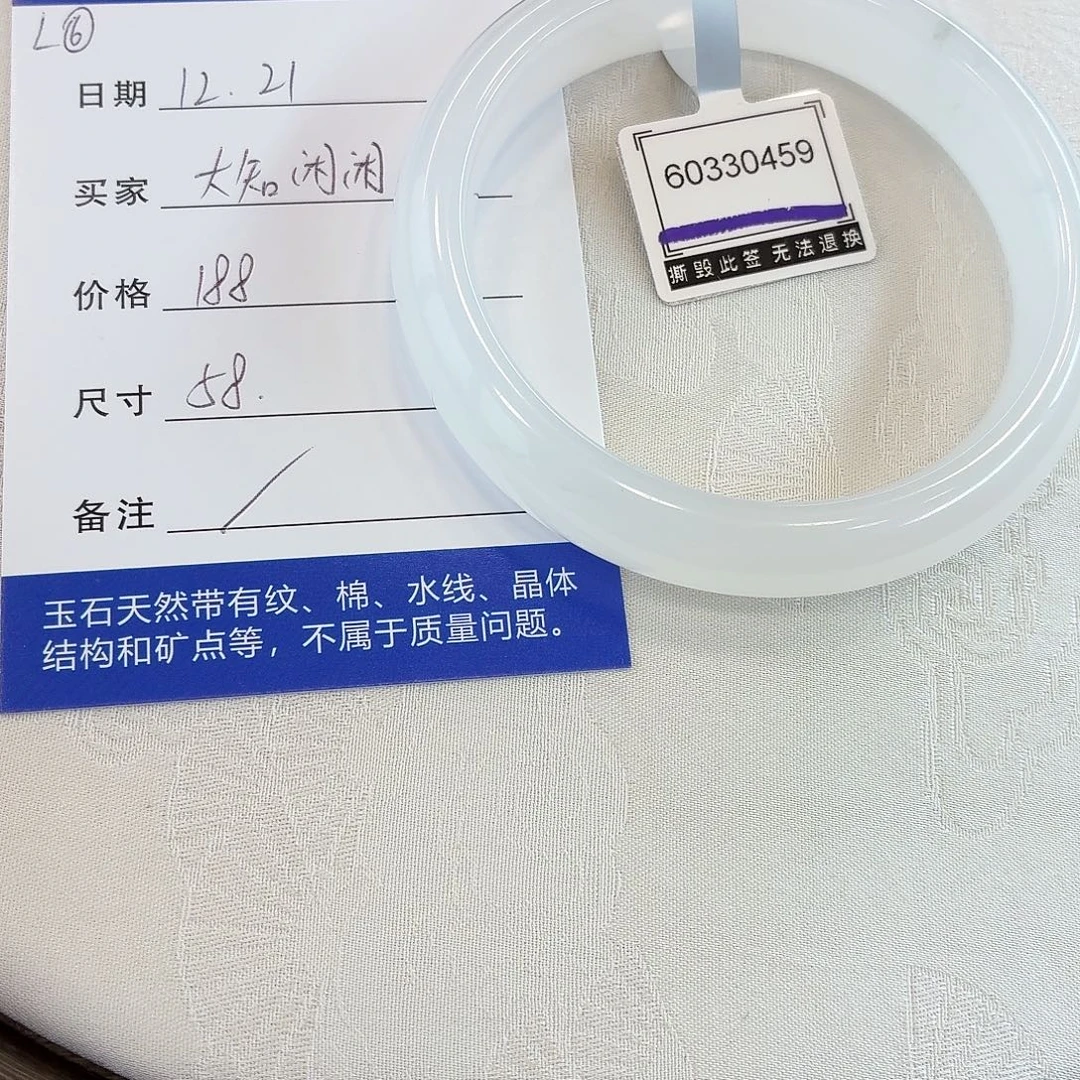 L⑥
日期 12.21
买家 大知闲闲
价格 188
尺寸 58.
备注 /
玉石天然带有纹、棉、水线、晶体
结构和矿点等，不属于质量问题。
60330459
撕毁此签 无法退换